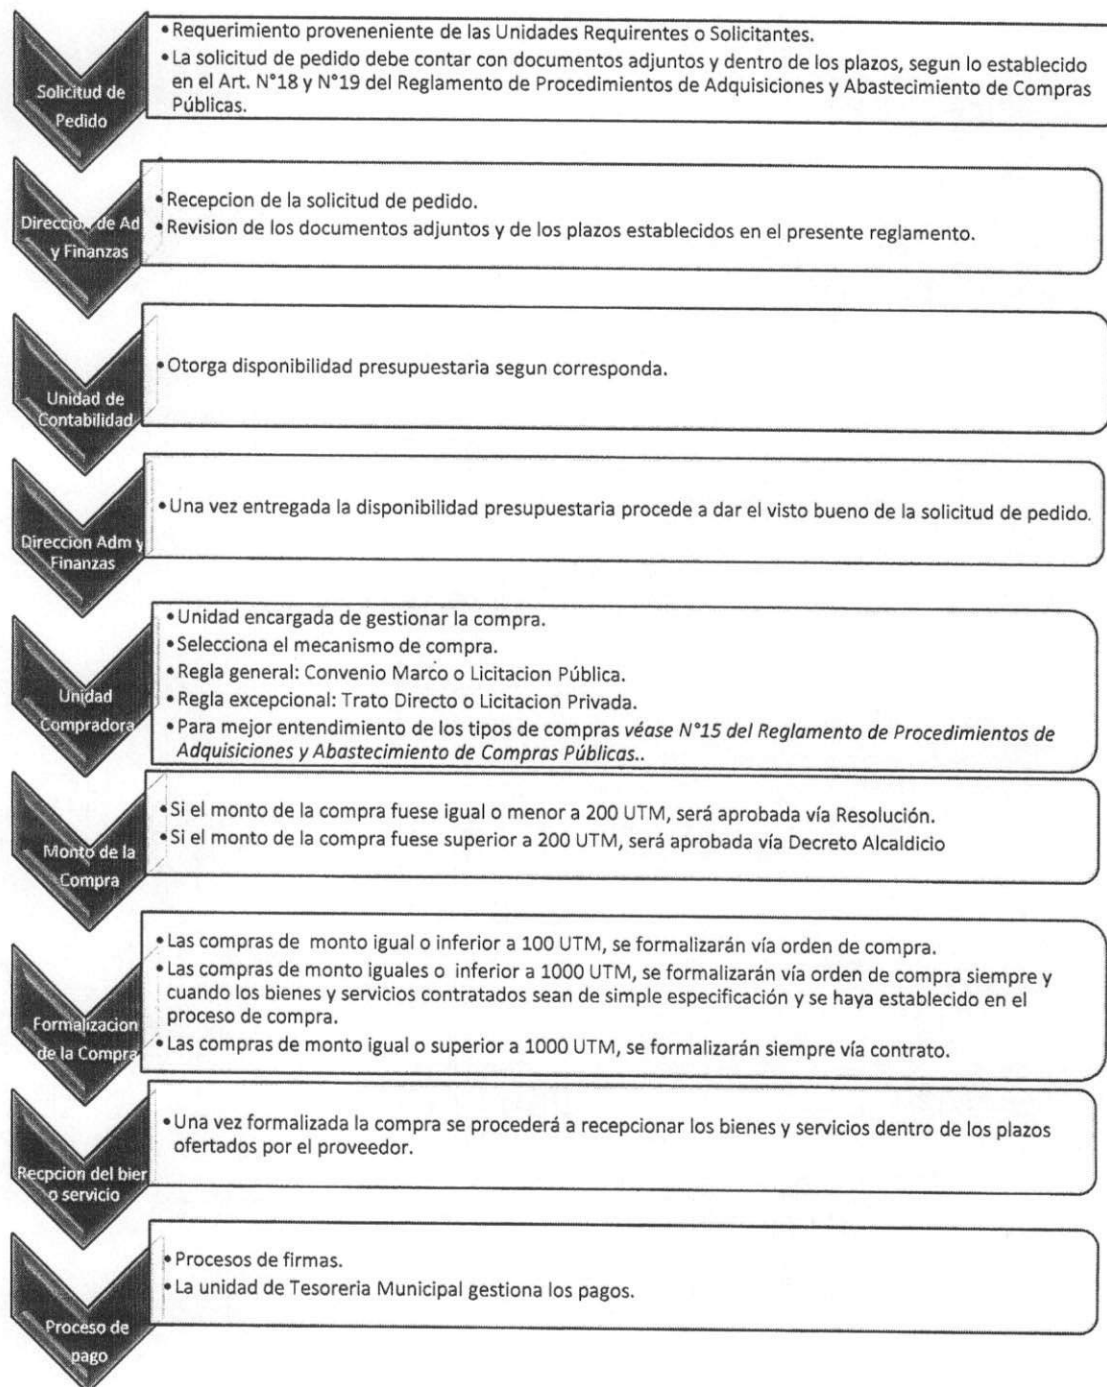 Solicitud de
Pedido
• Requerimiento proveneniente de las Unidades Requirentes o Solicitantes.
• La solicitud de pedido debe contar con documentos adjuntos y dentro de los plazos, segun lo establecido
en el Art. N°18 y N°19 del Reglamento de Procedimientos de Adquisiciones y Abastecimiento de Compras
Públicas.
Direccion de Ad
y Finanzas
• Recepcion de la solicitud de pedido.
• Revision de los documentos adjuntos y de los plazos establecidos en el presente reglamento.
Unidad de
Contabilidad
• Otorga disponibilidad presupuestaria segun corresponda.
Direccion Adm y
Finanzas
• Una vez entregada la disponibilidad presupuestaria procede a dar el visto bueno de la solicitud de pedido.
Unidad
Compradora
• Unidad encargada de gestionar la compra.
• Selecciona el mecanismo de compra.
• Regla general: Convenio Marco o Licitacion Pública.
• Regla excepcional: Trato Directo o Licitacion Privada.
• Para mejor entendimiento de los tipos de compras véase N°15 del Reglamento de Procedimientos de
Adquisiciones y Abastecimiento de Compras Públicas..
Monto de la
Compra
• Si el monto de la compra fuese igual o menor a 200 UTM, será aprobada vía Resolución.
• Si el monto de la compra fuese superior a 200 UTM, será aprobada vía Decreto Alcaldicio
Formalizacion
de la Compra
• Las compras de monto igual o inferior a 100 UTM, se formalizarán vía orden de compra.
• Las compras de monto iguales o inferior a 1000 UTM, se formalizarán vía orden de compra siempre y
cuando los bienes y servicios contratados sean de simple especificación y se haya establecido en el
proceso de compra.
• Las compras de monto igual o superior a 1000 UTM, se formalizarán siempre vía contrato.
Recpcion del bier
o servicio
• Una vez formalizada la compra se procederá a recepcionar los bienes y servicios dentro de los plazos
ofertados por el proveedor.
Proceso de
pago
• Procesos de firmas.
• La unidad de Tesoreria Municipal gestiona los pagos.